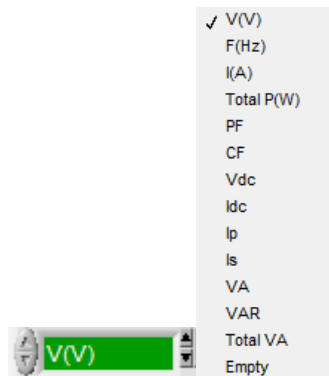 V(V)
F(Hz)
I(A)
Total P(W)
PF
CF
Vdc
Idc
Ip
Is
VA
VAR
Total VA
Empty
V(V)